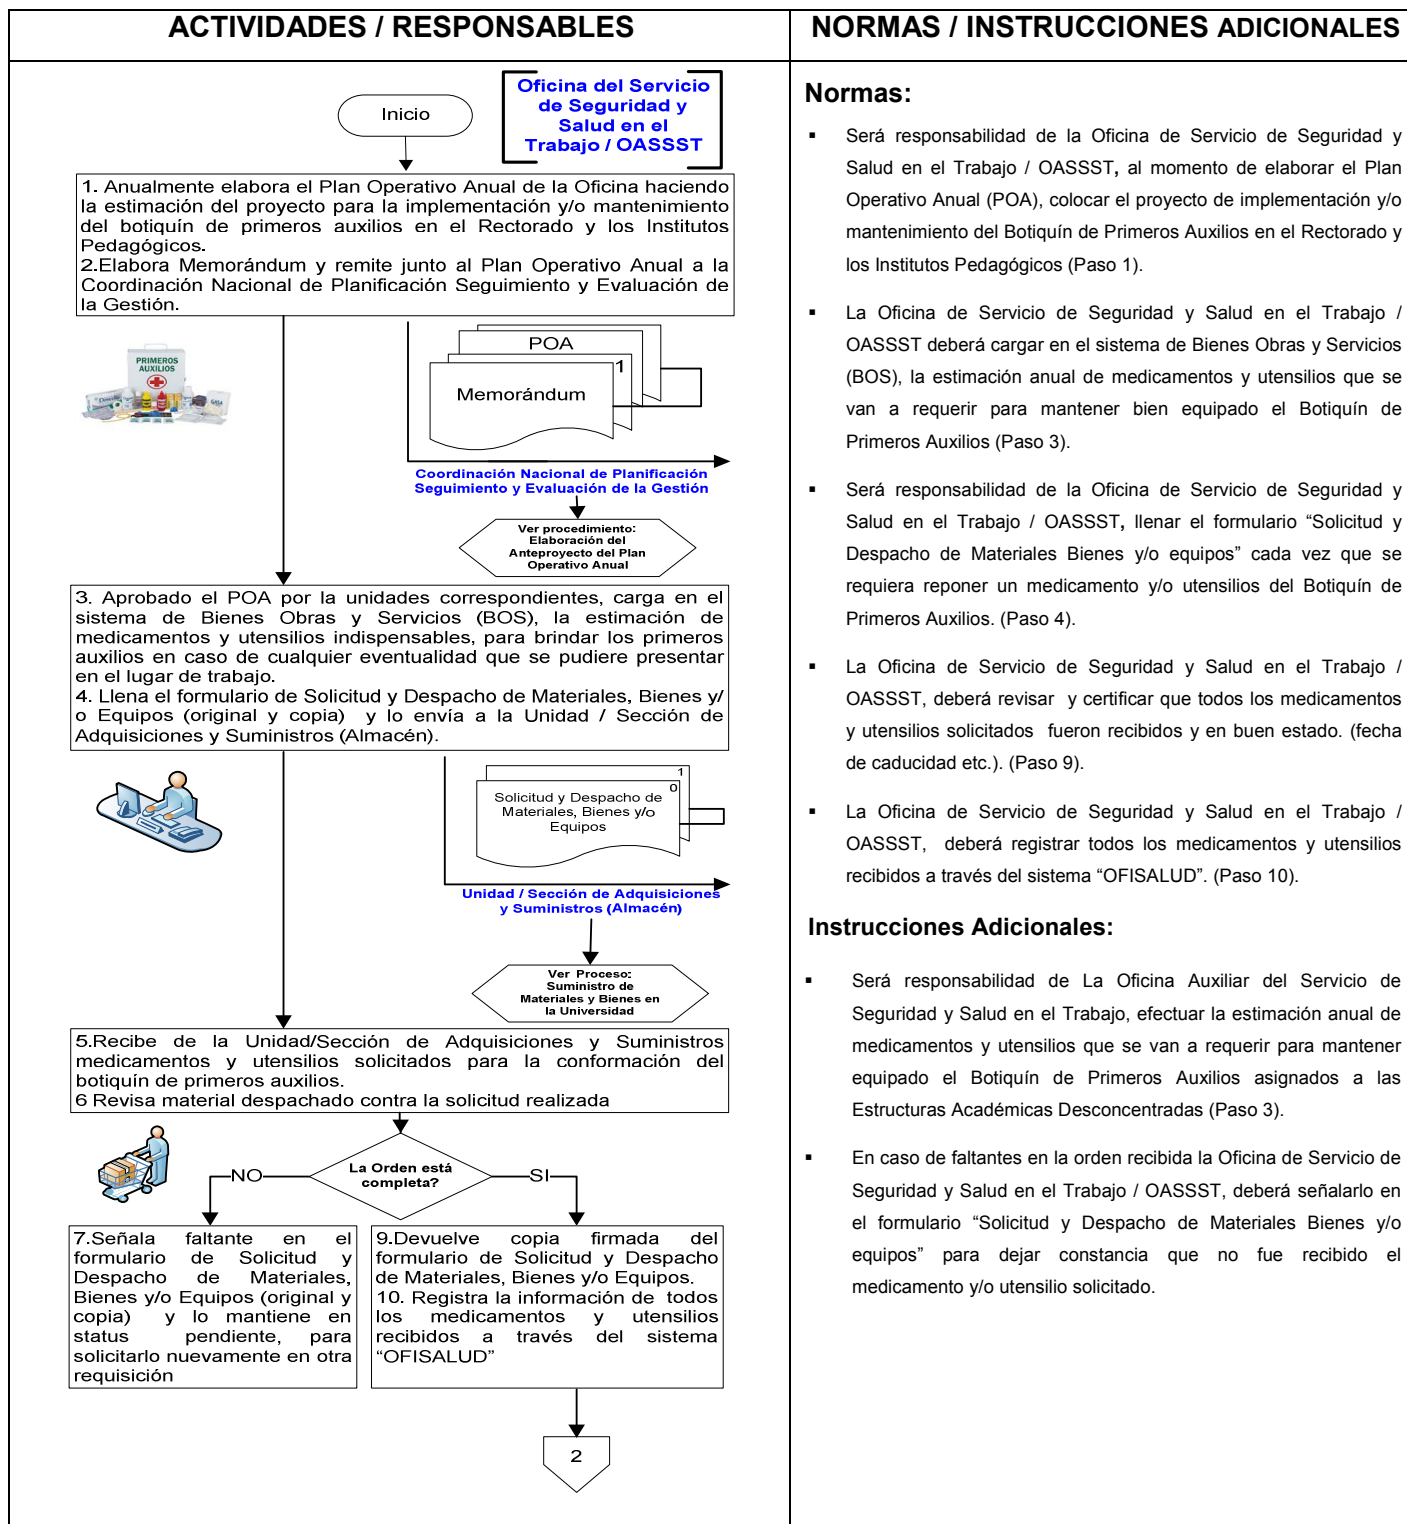 ACTIVIDADES / RESPONSABLES
Inicio
Oficina del Servicio
de Seguridad y
Salud en el
Trabajo / OASSST
1. Anualmente elabora el Plan Operativo Anual de la Oficina haciendo
la estimación del proyecto para la implementación y/o mantenimiento
del botiquín de primeros auxilios en el Rectorado y los Institutos
Pedagógicos.
2.Elabora Memorándum y remite junto al Plan Operativo Anual a la
Coordinación Nacional de Planificación Seguimiento y Evaluación de
la Gestión.
PRIMEROS
AUXILIOS
POA
1
Memorándum
Coordinación Nacional de Planificación
Seguimiento y Evaluación de la Gestión
Ver procedimiento:
Elaboración del
Anteproyecto del Plan
Operativo Anual
3. Aprobado el POA por la unidades correspondientes, carga en el
sistema de Bienes Obras y Servicios (BOS), la estimación de
medicamentos y utensilios indispensables, para brindar los primeros
auxilios en caso de cualquier eventualidad que se pudiere presentar
en el lugar de trabajo.
4. Llena el formulario de Solicitud y Despacho de Materiales, Bienes y/
o Equipos (original y copia) y lo envía a la Unidad / Sección de
Adquisiciones y Suministros (Almacén).
1
0
Solicitud y Despacho de
Materiales, Bienes y/o
Equipos
Unidad / Sección de Adquisiciones
y Suministros (Almacén)
Ver Proceso:
Suministro de
Materiales y Bienes en
la Universidad
5.Recibe de la Unidad/Sección de Adquisiciones y Suministros
medicamentos y utensilios solicitados para la conformación del
botiquín de primeros auxilios.
6 Revisa material despachado contra la solicitud realizada
La Orden está
completa?
NO
SI
7.Señala faltante en el
formulario de Solicitud y
Despacho de Materiales,
Bienes y/o Equipos (original y
copia) y lo mantiene en
status pendiente, para
solicitarlo nuevamente en otra
requisición
9.Devuelve copia firmada del
formulario de Solicitud y Despacho
de Materiales, Bienes y/o Equipos.
10. Registra la información de todos
los medicamentos y utensilios
recibidos a través del sistema
“OFISALUD”
2
NORMAS / INSTRUCCIONES ADICIONALES
Normas:
▪ Será responsabilidad de la Oficina de Servicio de Seguridad y
Salud en el Trabajo / OASSST, al momento de elaborar el Plan
Operativo Anual (POA), colocar el proyecto de implementación y/o
mantenimiento del Botiquín de Primeros Auxilios en el Rectorado y
los Institutos Pedagógicos (Paso 1).
▪ La Oficina de Servicio de Seguridad y Salud en el Trabajo /
OASSST deberá cargar en el sistema de Bienes Obras y Servicios
(BOS), la estimación anual de medicamentos y utensilios que se
van a requerir para mantener bien equipado el Botiquín de
Primeros Auxilios (Paso 3).
▪ Será responsabilidad de la Oficina de Servicio de Seguridad y
Salud en el Trabajo / OASSST, llenar el formulario “Solicitud y
Despacho de Materiales Bienes y/o equipos” cada vez que se
requiera reponer un medicamento y/o utensilios del Botiquín de
Primeros Auxilios. (Paso 4).
▪ La Oficina de Servicio de Seguridad y Salud en el Trabajo /
OASSST, deberá revisar y certificar que todos los medicamentos
y utensilios solicitados fueron recibidos y en buen estado. (fecha
de caducidad etc.). (Paso 9).
▪ La Oficina de Servicio de Seguridad y Salud en el Trabajo /
OASSST, deberá registrar todos los medicamentos y utensilios
recibidos a través del sistema “OFISALUD”. (Paso 10).
Instrucciones Adicionales:
▪ Será responsabilidad de La Oficina Auxiliar del Servicio de
Seguridad y Salud en el Trabajo, efectuar la estimación anual de
medicamentos y utensilios que se van a requerir para mantener
equipado el Botiquín de Primeros Auxilios asignados a las
Estructuras Académicas Desconcentradas (Paso 3).
▪ En caso de faltantes en la orden recibida la Oficina de Servicio de
Seguridad y Salud en el Trabajo / OASSST, deberá señalarlo en
el formulario “Solicitud y Despacho de Materiales Bienes y/o
equipos” para dejar constancia que no fue recibido el
medicamento y/o utensilio solicitado.